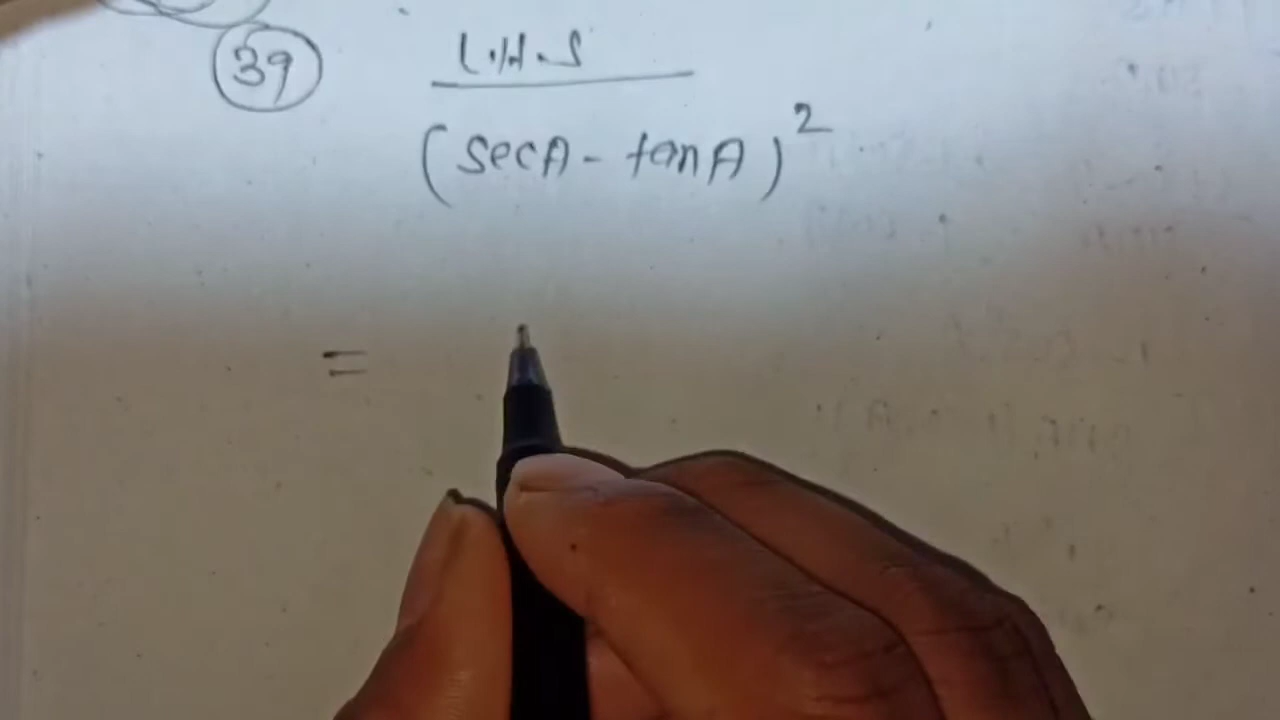 39 L.H.S
(secA - tanA)²
=